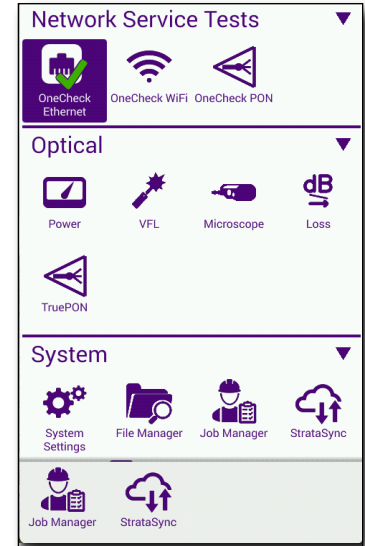 Network Service Tests
OneCheck
Ethernet
OneCheck WiFi
OneCheck PON
Optical
Power
VFL
Microscope
dB
Loss
TruePON
System
System
Settings
File Manager
Job Manager
StrataSync
Job Manager
StrataSync